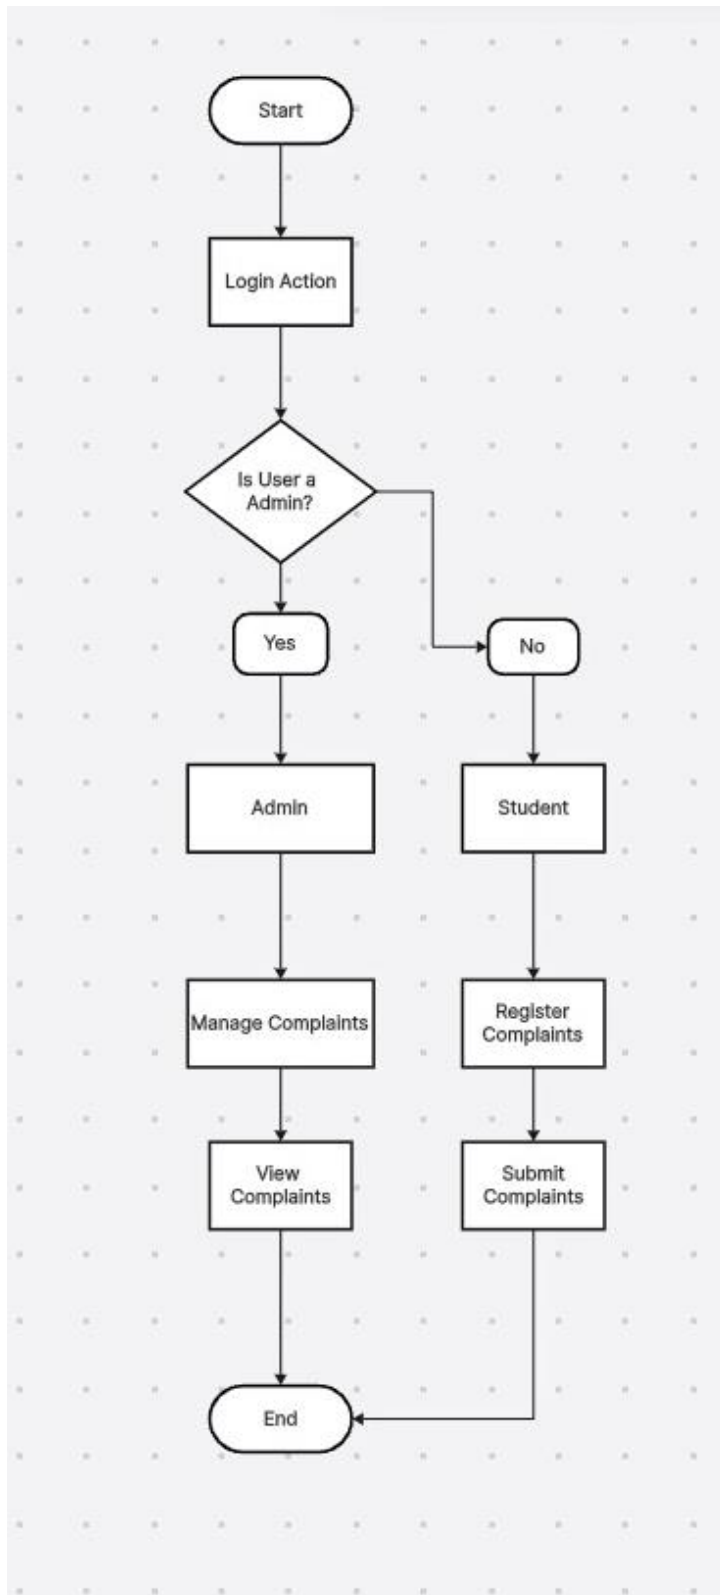 Start
Login Action
Is User a
Admin?
Yes
No
Admin
Student
Manage Complaints
Register
Complaints
View
Complaints
Submit
Complaints
End